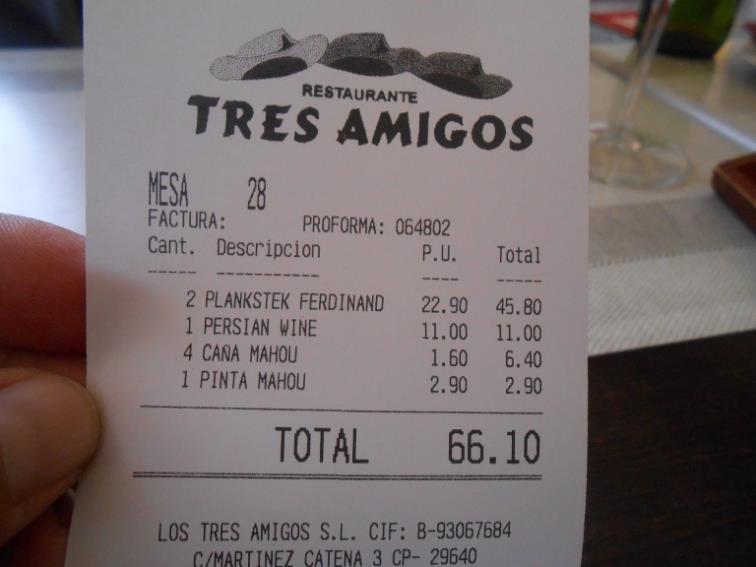 RESTAURANTE
TRES AMIGOS
MESA 28
FACTURA: PROFORMA: 064802
Cant. Descripcion P.U. Total
----- ----------- ---- -----
2 PLANKSTEK FERDINAND 22.90 45.80
1 PERSIAN WINE 11.00 11.00
4 CAÑA MAHOU 1.60 6.40
1 PINTA MAHOU 2.90 2.90
TOTAL 66.10
LOS TRES AMIGOS S.L. CIF: B-93067684
C/MARTINEZ CATENA 3 CP- 29640